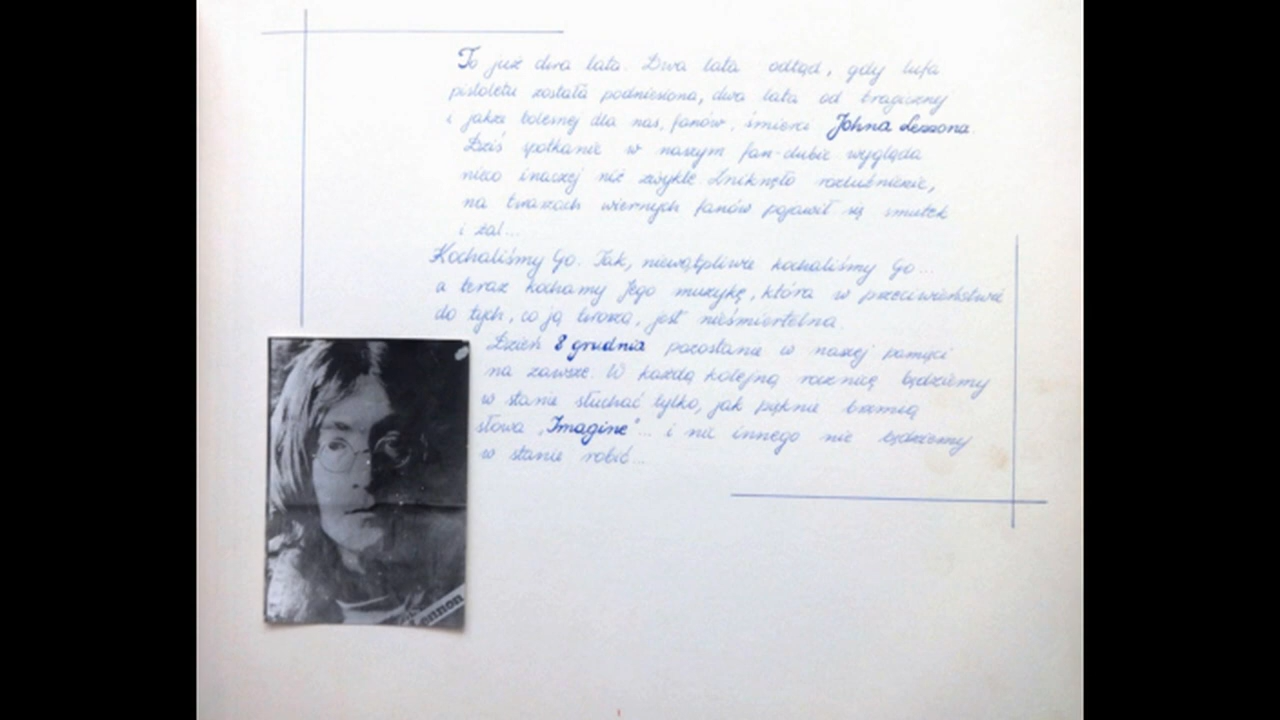 To już dwa lata. Dwa lata odtąd, gdy lufa
pistoletu została podniesiona, dwa lata od tragicznej
i jakże bolesnej dla nas, fanów, śmierci Johna Lennona.
Dziś spotkanie w naszym fan-clubie wygląda
nieco inaczej niż zwykle. Zniknęło rozluźnienie,
na twarzach wiernych fanów pojawił się smutek
i żal...
Kochaliśmy Go. Tak, niewątpliwie kochaliśmy Go...
a teraz kochamy Jego muzykę, która w przeciwieństwie
do tych, co ją tworzą, jest nieśmiertelna.
Dzień 8 grudnia pozostanie w naszej pamięci
na zawsze. W każdą kolejną rocznicę będziemy
w stanie słuchać tylko, jak pięknie brzmią
słowa „Imagine"... i nic innego nie będziemy
w stanie robić...
ennon